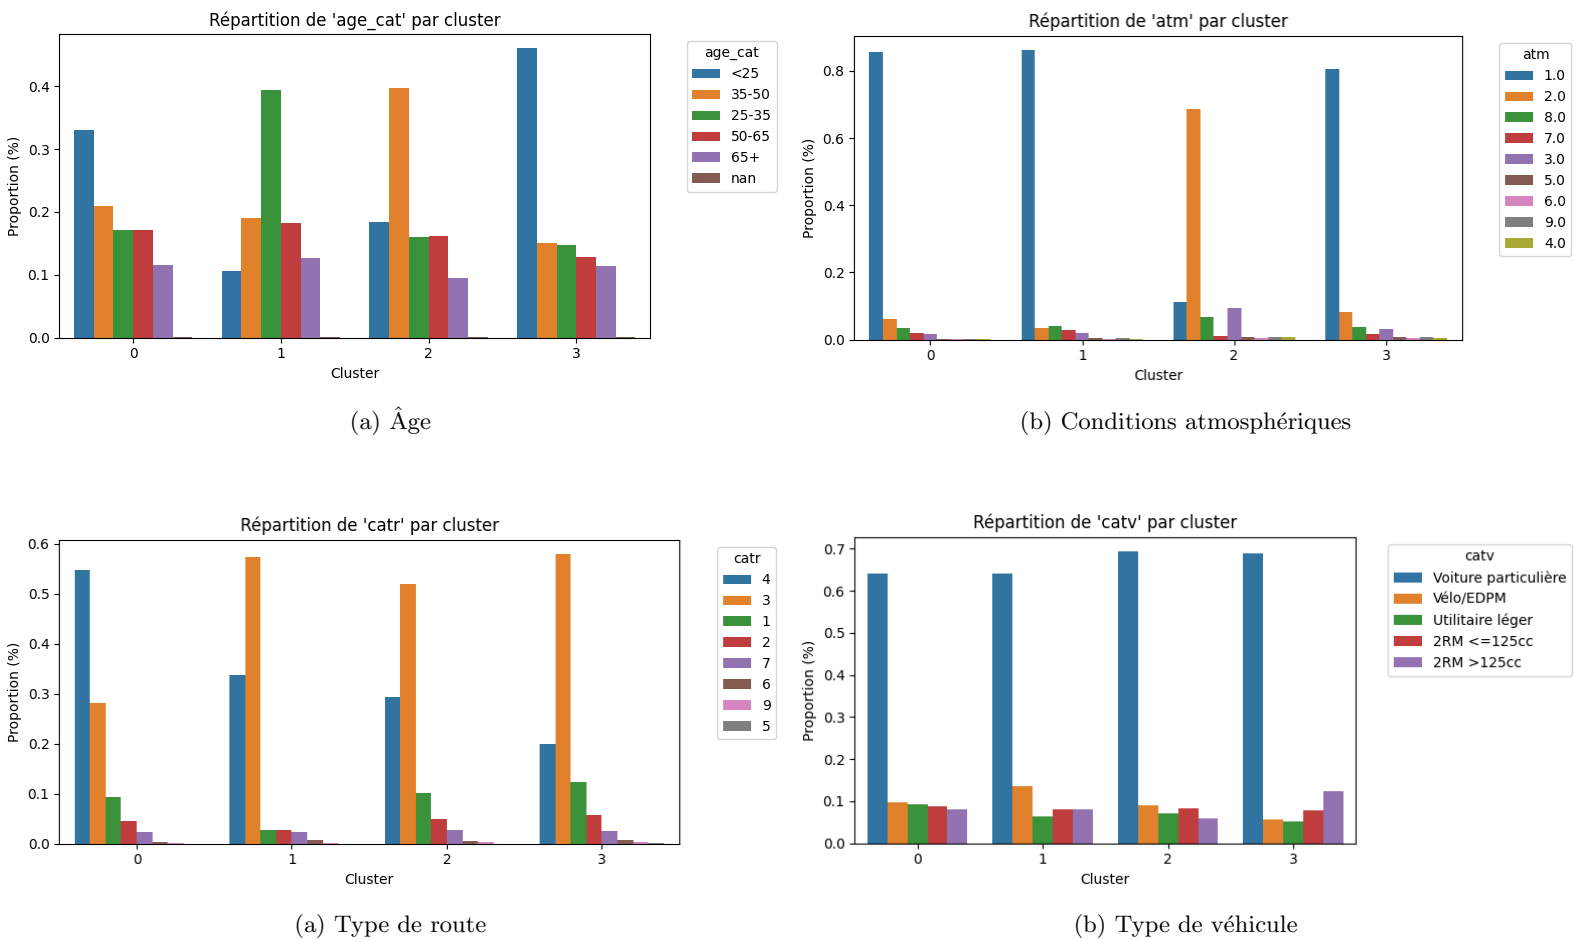 Répartition de 'age_cat' par cluster
Proportion (%)
0.4
0.3
0.2
0.1
0.0
0 1 2 3
Cluster
age_cat
<25
35-50
25-35
50-65
65+
nan
(a) Âge
Répartition de 'atm' par cluster
Proportion (%)
0.8
0.6
0.4
0.2
0.0
0 1 2 3
Cluster
atm
1.0
2.0
8.0
7.0
3.0
5.0
6.0
9.0
4.0
(b) Conditions atmosphériques
Répartition de 'catr' par cluster
Proportion (%)
0.6
0.5
0.4
0.3
0.2
0.1
0.0
0 1 2 3
Cluster
catr
4
3
1
2
7
6
9
5
(a) Type de route
Répartition de 'catv' par cluster
Proportion (%)
0.7
0.6
0.5
0.4
0.3
0.2
0.1
0.0
0 1 2 3
Cluster
catv
Voiture particulière
Vélo/EDPM
Utilitaire léger
2RM <=125cc
2RM >125cc
(b) Type de véhicule